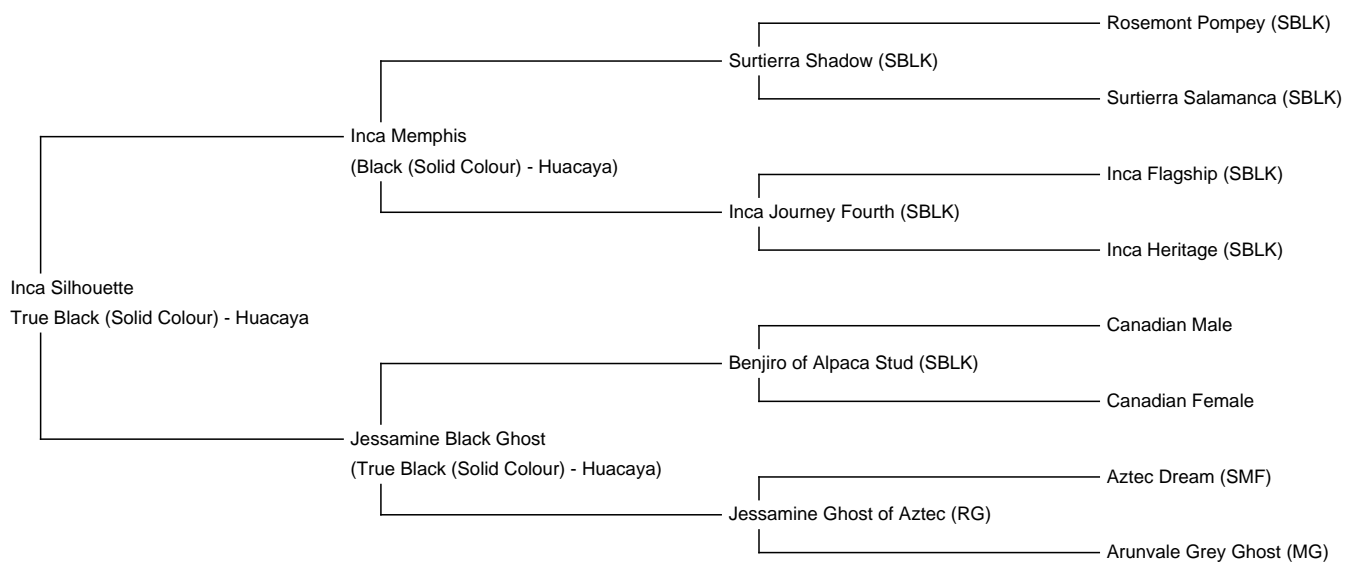 Rosemont Pompey (SBLK)
Surtierra Shadow (SBLK)
Surtierra Salamanca (SBLK)
Inca Memphis
(Black (Solid Colour) - Huacaya)
Inca Flagship (SBLK)
Inca Journey Fourth (SBLK)
Inca Heritage (SBLK)
Inca Silhouette
True Black (Solid Colour) - Huacaya
Canadian Male
Benjiro of Alpaca Stud (SBLK)
Canadian Female
Jessamine Black Ghost
(True Black (Solid Colour) - Huacaya)
Aztec Dream (SMF)
Jessamine Ghost of Aztec (RG)
Arunvale Grey Ghost (MG)